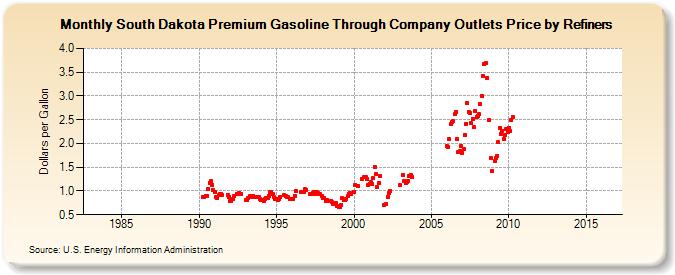 Monthly South Dakota Premium Gasoline Through Company Outlets Price by Refiners
Dollars per Gallon
4.0
3.5
3.0
2.5
2.0
1.5
1.0
0.5
1985 1990 1995 2000 2005 2010 2015
Source: U.S. Energy Information Administration